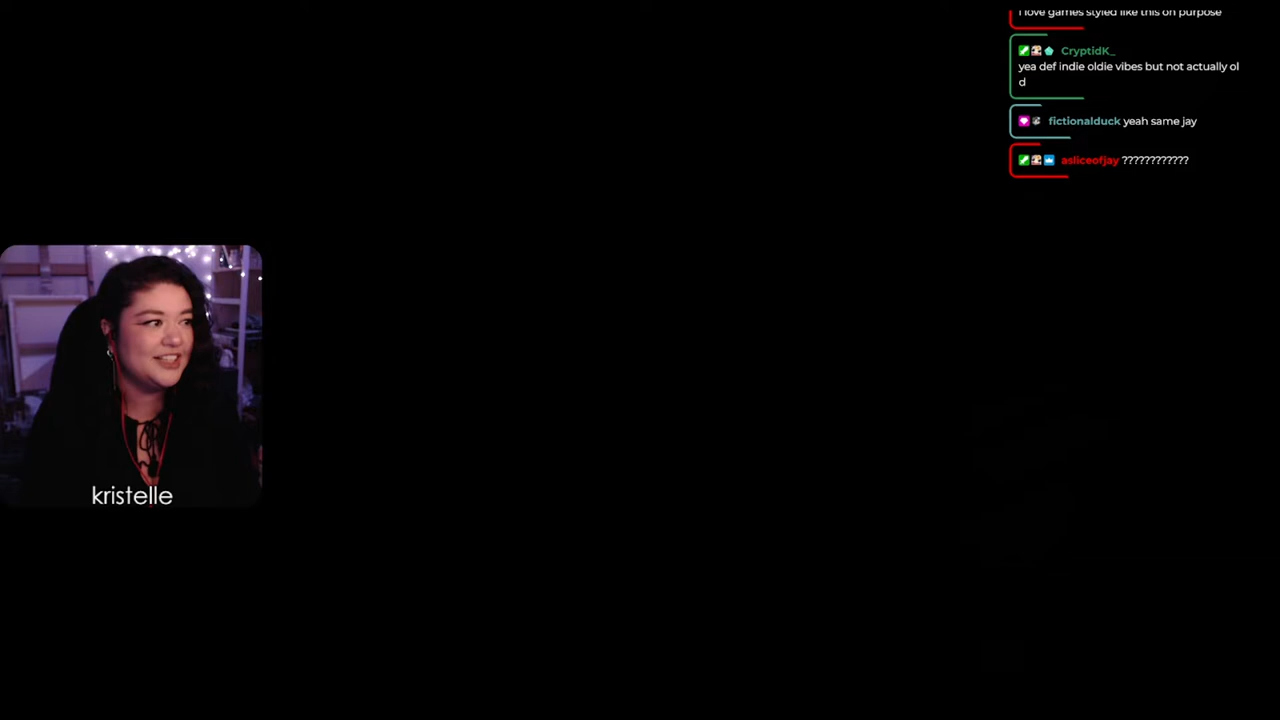 I love games styled like this on purpose
CryptidK_
yea def indie oldie vibes but not actually ol
d
fictionalduck yeah same jay
asliceofjay ????????????
kristelle